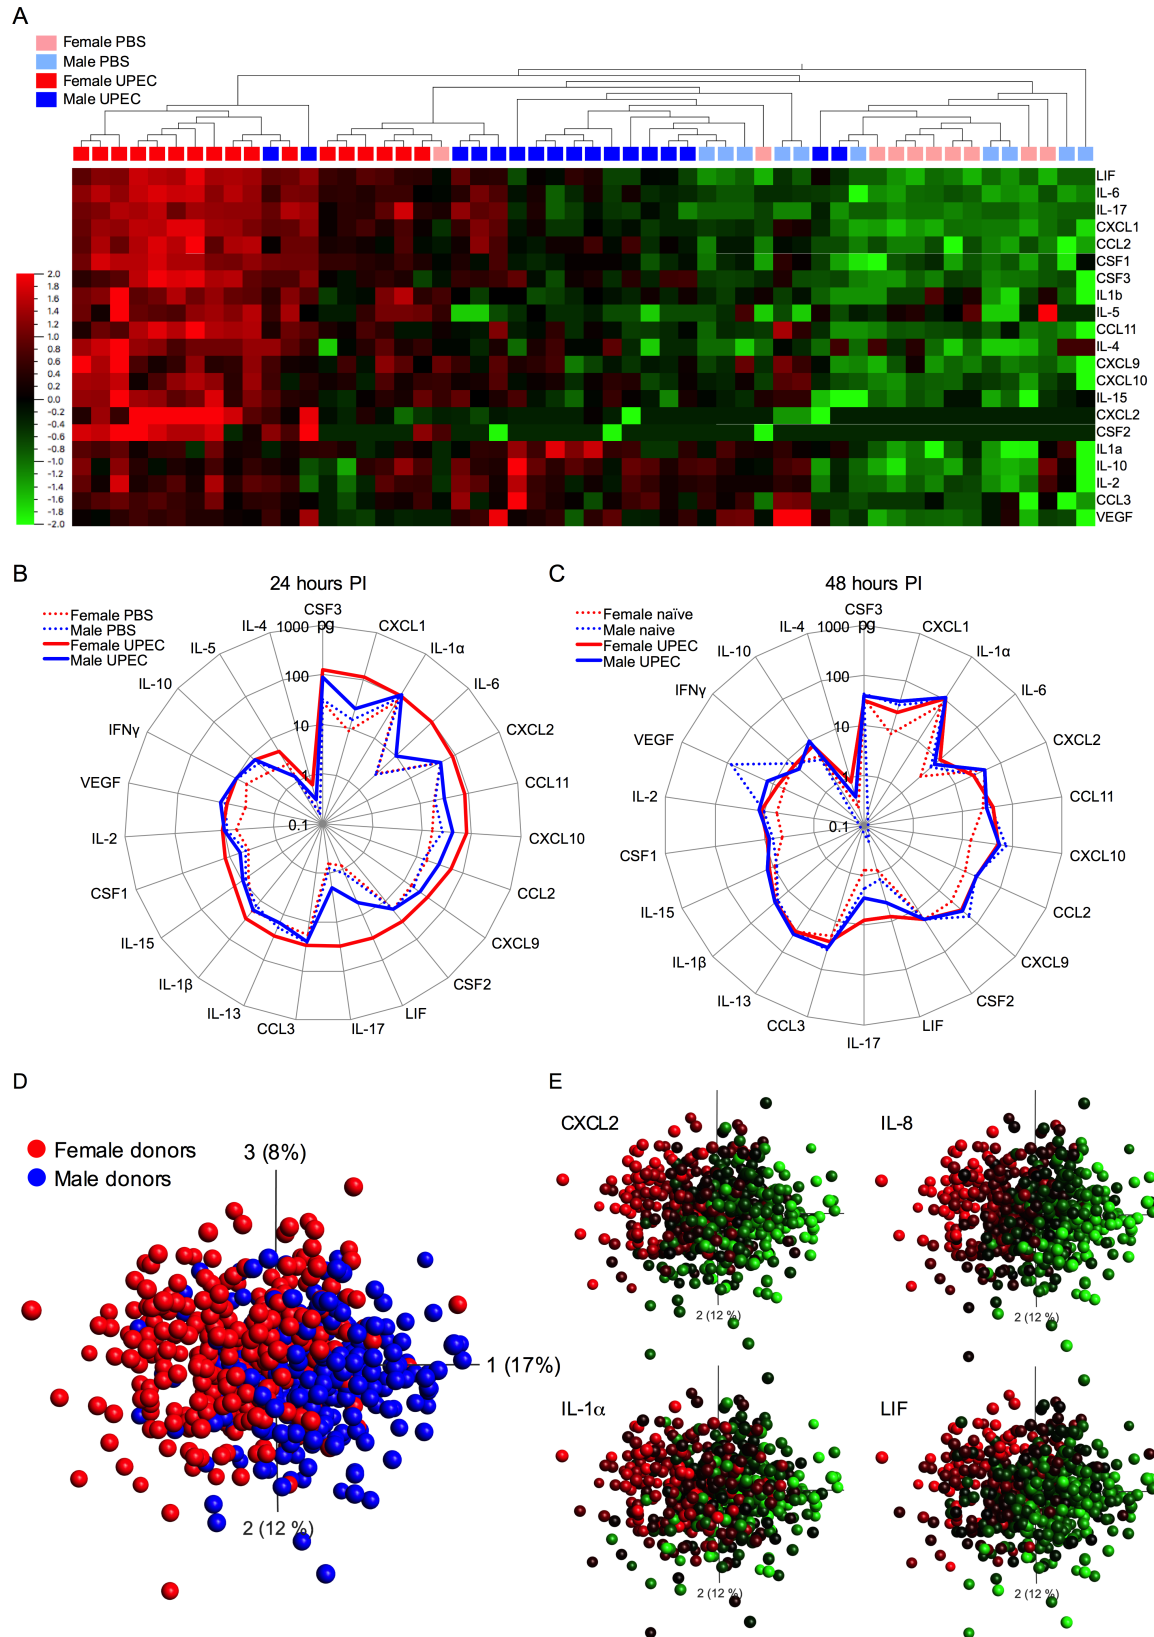 A
Female PBS
Male PBS
Female UPEC
Male UPEC
LIF
IL-6
IL-17
CXCL1
CCL2
CSF1
CSF3
IL1b
IL-5
CCL11
IL-4
CXCL9
CXCL10
IL-15
CXCL2
CSF2
IL1a
IL-10
IL-2
CCL3
VEGF
2.0
1.8
1.6
1.4
1.2
1.0
0.8
0.6
0.4
0.2
0.0
-0.2
-0.4
-0.6
-0.8
-1.0
-1.2
-1.4
-1.6
-1.8
-2.0
B
24 hours PI
Female PBS
Male PBS
Female UPEC
Male UPEC
CSF3
CXCL1
IL-1α
IL-6
CXCL2
CCL11
CXCL10
CCL2
CXCL9
CSF2
LIF
IL-17
CCL3
IL-13
IL-1β
IL-15
CSF1
IL-2
VEGF
IFNγ
IL-10
IL-5
IL-4
1000 pg
100
10
1
0.1
C
48 hours PI
Female naïve
Male naive
Female UPEC
Male UPEC
CSF3
CXCL1
IL-1α
IL-6
CXCL2
CCL11
CXCL10
CCL2
CXCL9
CSF2
LIF
IL-17
CCL3
IL-13
IL-1β
IL-15
CSF1
IL-2
VEGF
IFNγ
IL-10
IL-4
1000 pg
100
10
1
0.1
D
Female donors
Male donors
3 (8%)
1 (17%)
2 (12 %)
E
CXCL2
2 (12 %)
IL-8
2 (12 %)
IL-1α
2 (12 %)
LIF
2 (12 %)